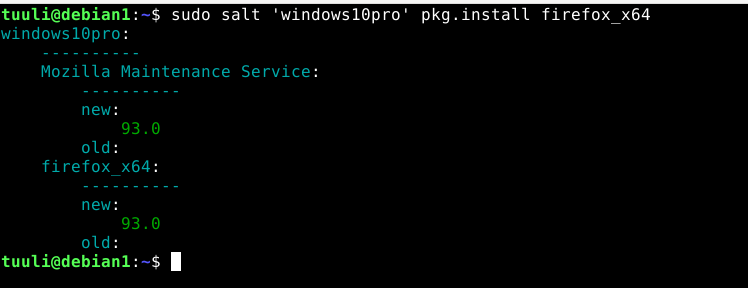 tuuli@debian1:~$ sudo salt 'windows10pro' pkg.install firefox_x64
windows10pro:
    ----------
    Mozilla Maintenance Service:
        ----------
        new:
            93.0
        old:
    firefox_x64:
        ----------
        new:
            93.0
        old:
tuuli@debian1:~$